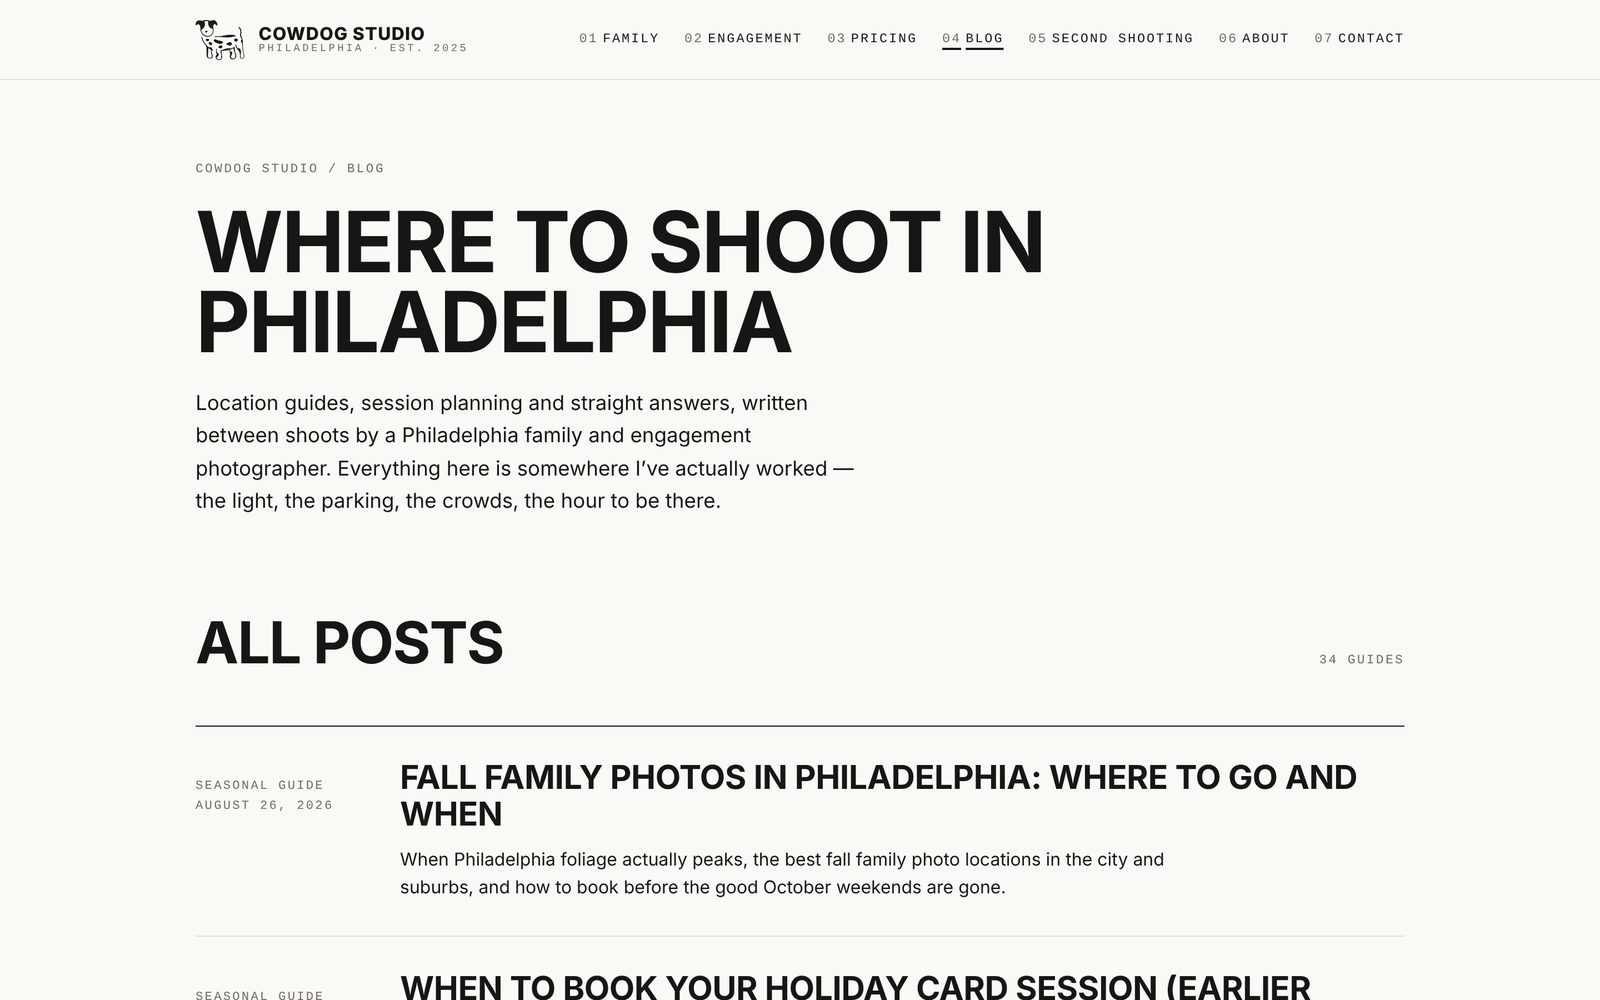 COWDOG STUDIO
PHILADELPHIA · EST. 2025
01 FAMILY 02 ENGAGEMENT 03 PRICING 04 BLOG 05 SECOND SHOOTING 06 ABOUT 07 CONTACT
COWDOG STUDIO / BLOG
WHERE TO SHOOT IN
PHILADELPHIA
Location guides, session planning and straight answers, written
between shoots by a Philadelphia family and engagement
photographer. Everything here is somewhere I’ve actually worked —
the light, the parking, the crowds, the hour to be there.
ALL POSTS
34 GUIDES
SEASONAL GUIDE
AUGUST 26, 2026
FALL FAMILY PHOTOS IN PHILADELPHIA: WHERE TO GO AND
WHEN
When Philadelphia foliage actually peaks, the best fall family photo locations in the city and
suburbs, and how to book before the good October weekends are gone.
SEASONAL GUIDE
WHEN TO BOOK YOUR HOLIDAY CARD SESSION (EARLIER